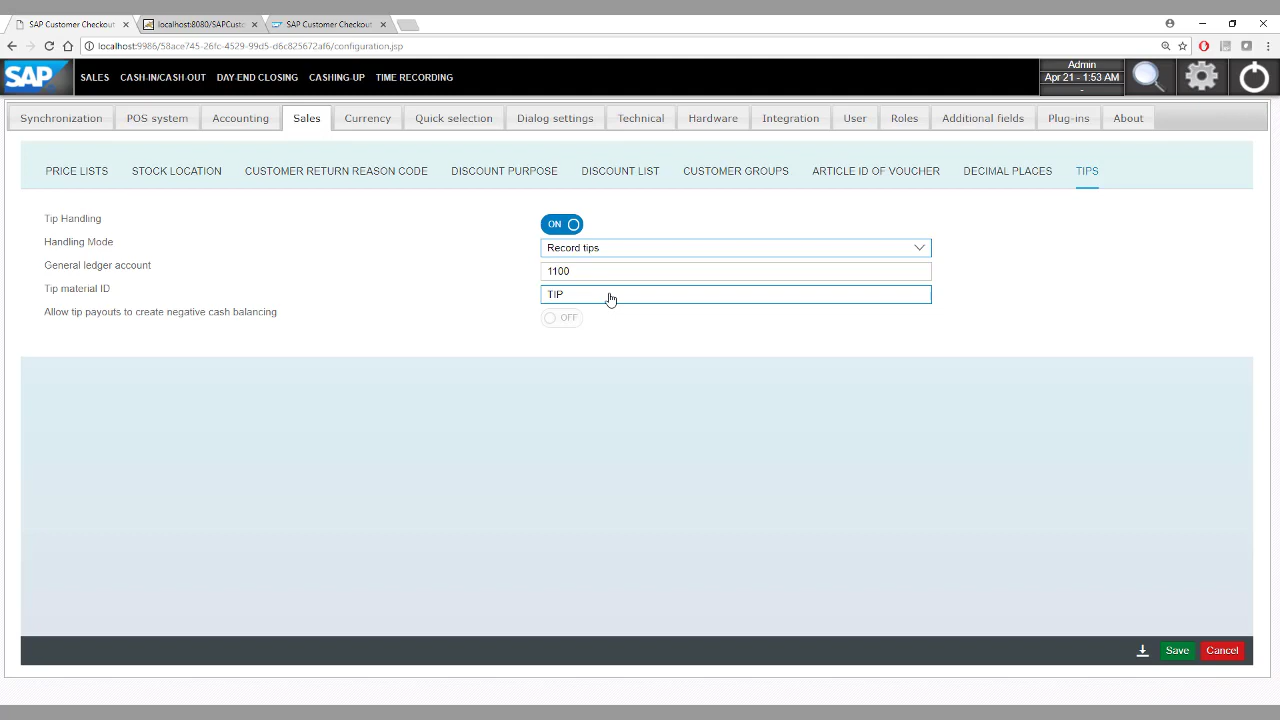 SAP Customer Checkout
localhost:8080/SAPCust
SAP Customer Checkout
localhost:9986/58ace745-26fc-4529-99d5-d6c825672af6/configuration.jsp
SAP SALES CASH-IN/CASH-OUT DAY-END CLOSING CASHING-UP TIME RECORDING
Admin
Apr 21 - 1:53 AM
-
Synchronization POS system Accounting Sales Currency Quick selection Dialog settings Technical Hardware Integration User Roles Additional fields Plug-ins About
PRICE LISTS STOCK LOCATION CUSTOMER RETURN REASON CODE DISCOUNT PURPOSE DISCOUNT LIST CUSTOMER GROUPS ARTICLE ID OF VOUCHER DECIMAL PLACES TIPS
Tip Handling ON
Handling Mode Record tips
General ledger account 1100
Tip material ID TIP
Allow tip payouts to create negative cash balancing OFF
Save Cancel